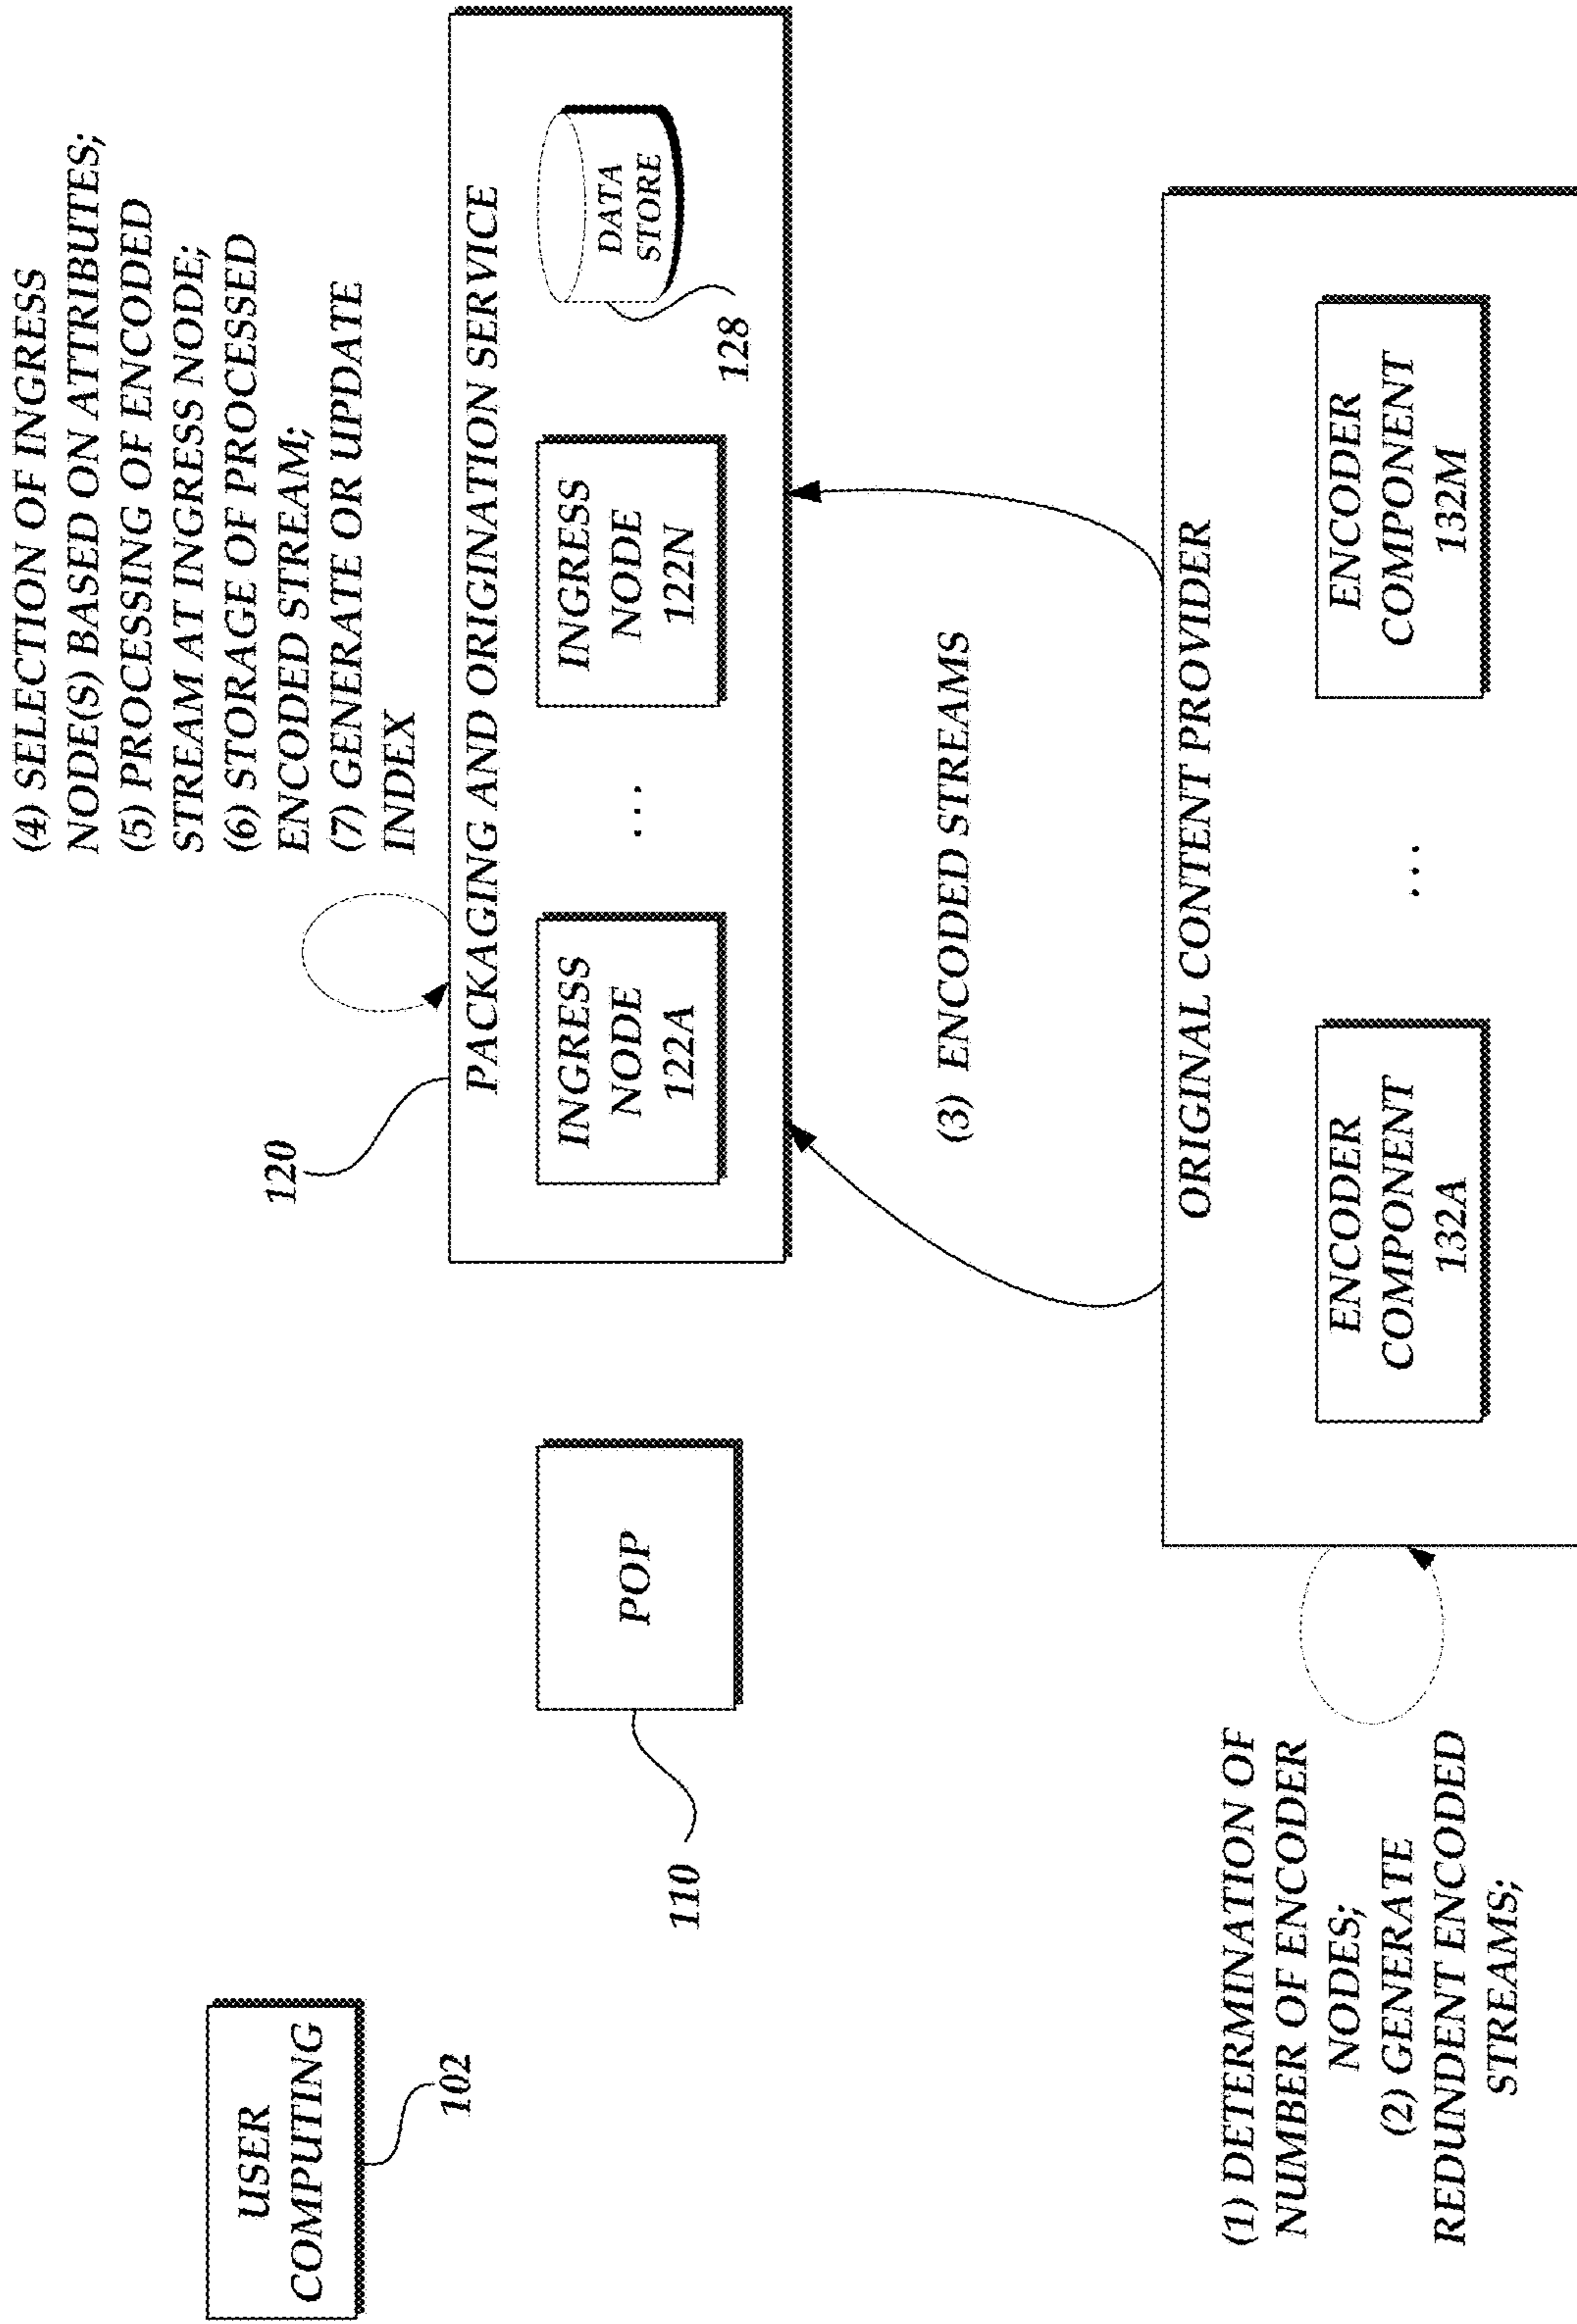 (4) SELECTION OF INGRESS
NODE(S) BASED ON ATTRIBUTES;
(5) PROCESSING OF ENCODED
STREAM AT INGRESS NODE;
(6) STORAGE OF PROCESSED
ENCODED STREAM;
(7) GENERATE OR UPDATE
INDEX
USER
COMPUTING
102
120
PACKAGING AND ORIGINATION SERVICE
POP
110
INGRESS
NODE
122A
...
INGRESS
NODE
122N
DATA
STORE
128
(3) ENCODED STREAMS
(1) DETERMINATION OF
NUMBER OF ENCODER
NODES;
(2) GENERATE
REDUNDENT ENCODED
STREAMS;
ORIGINAL CONTENT PROVIDER
ENCODER
COMPONENT
132A
...
ENCODER
COMPONENT
132M